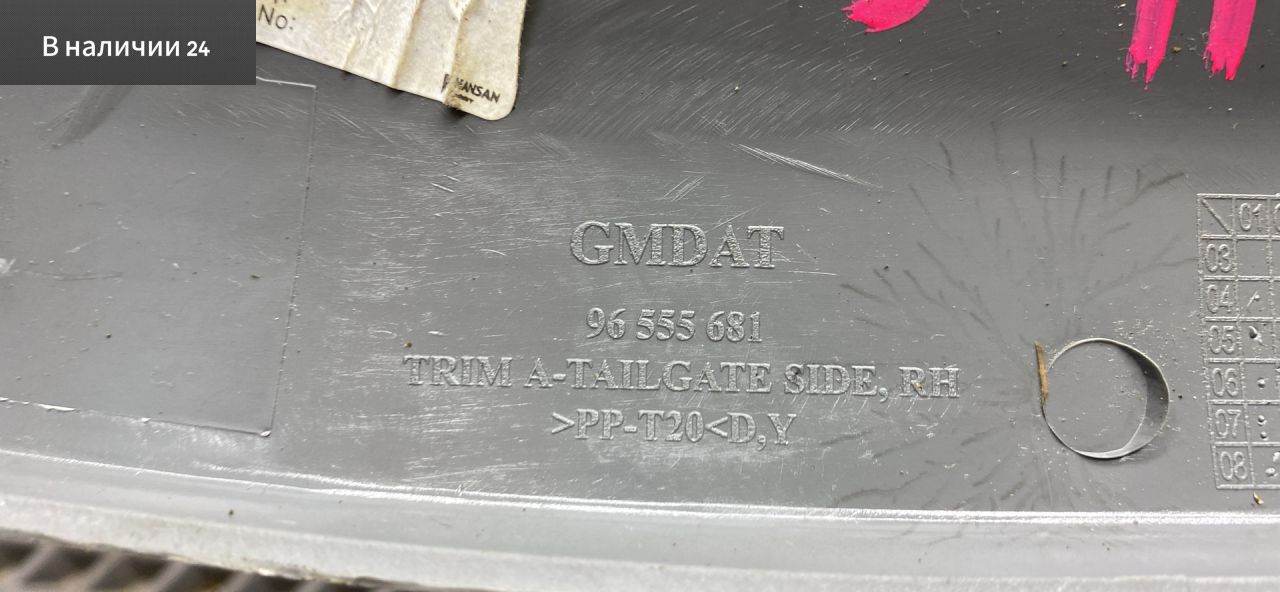 В наличии 24
No:
GMDAT
96 555 681
TRIM A-TAILGATE SIDE, RH
>PP-T20<D,Y
01
03
04
05
06
07
08